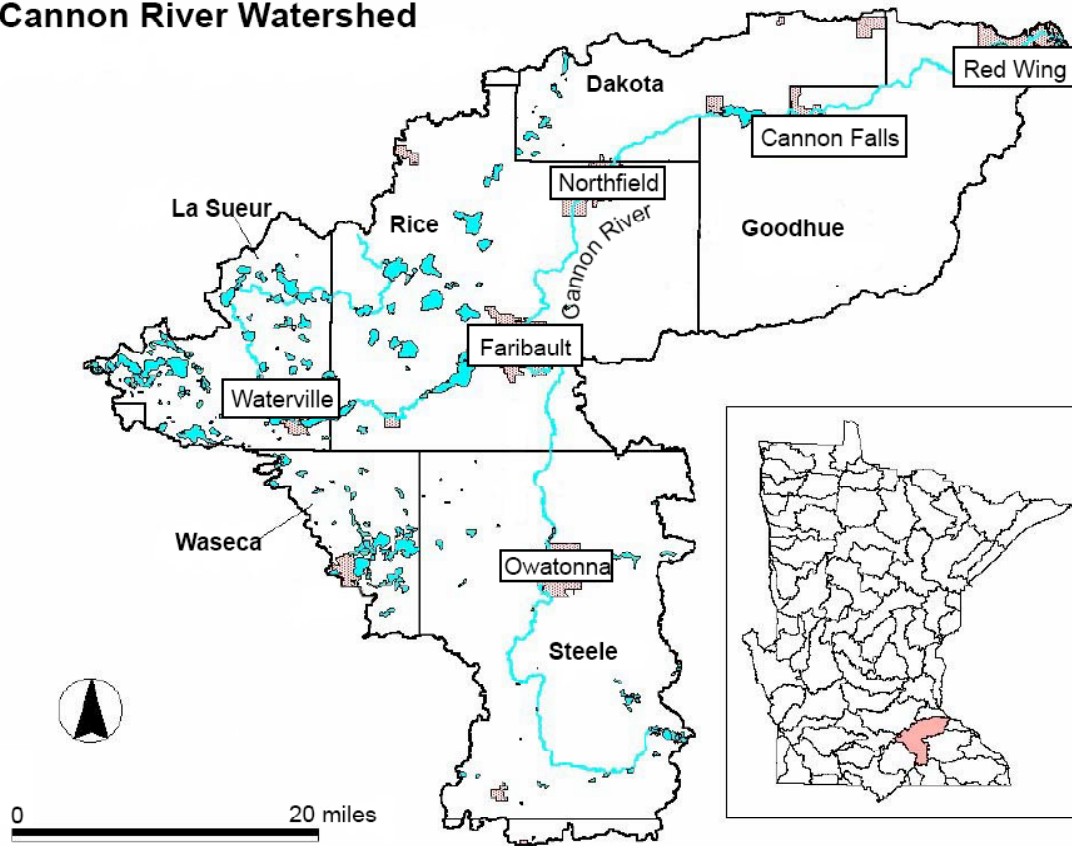 Cannon River Watershed
Dakota
Red Wing
Cannon Falls
Northfield
La Sueur
Rice
Cannon River
Goodhue
Faribault
Waterville
Waseca
Owatonna
Steele
0 20 miles